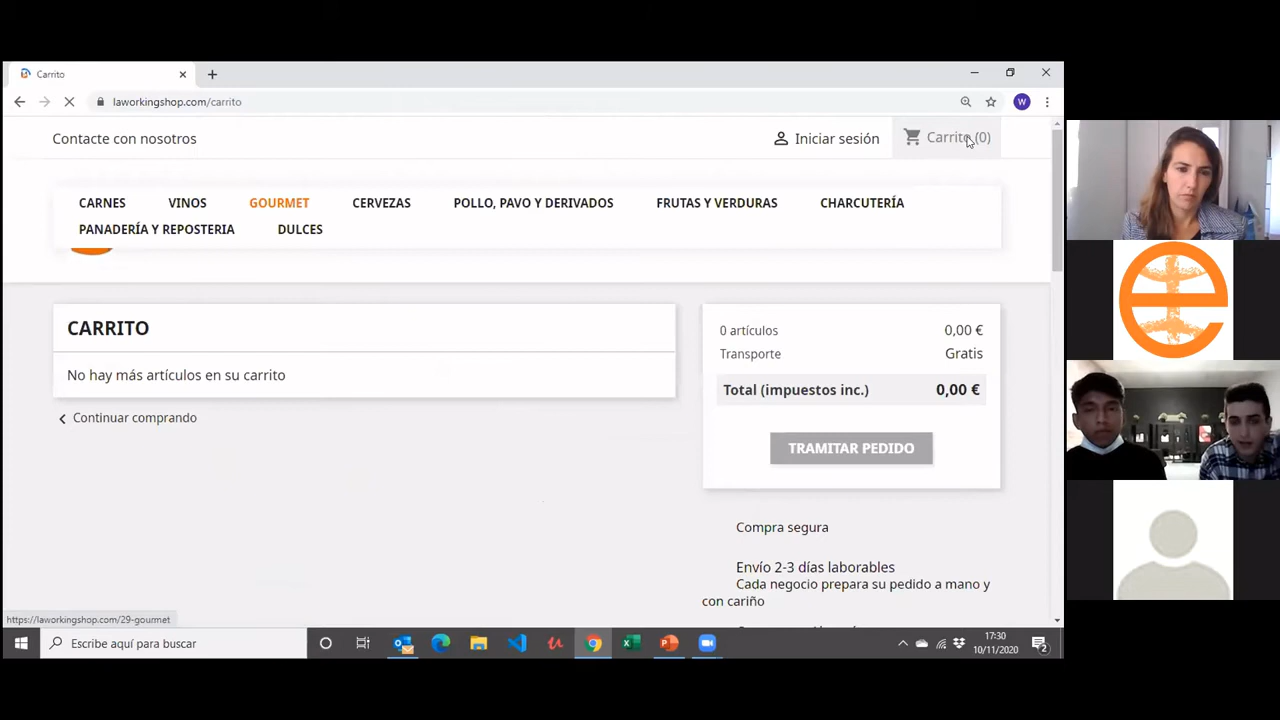 Carrito
laworkingshop.com/carrito
W
Contacte con nosotros
Iniciar sesión
Carrito (0)
CARNES VINOS GOURMET CERVEZAS POLLO, PAVO Y DERIVADOS FRUTAS Y VERDURAS CHARCUTERÍA
PANADERÍA Y REPOSTERIA DULCES
CARRITO
No hay más artículos en su carrito
Continuar comprando
0 artículos 0,00 €
Transporte Gratis
Total (impuestos inc.) 0,00 €
TRAMITAR PEDIDO
Compra segura
Envío 2-3 días laborables
Cada negocio prepara su pedido a mano y
con cariño
https://laworkingshop.com/29-gourmet
Escribe aquí para buscar
17:30
10/11/2020
2